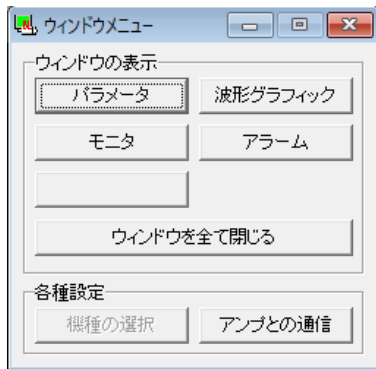 ウィンドウメニュー
ウィンドウの表示
パラメータ
波形グラフィック
モニタ
アラーム
ウィンドウを全て閉じる
各種設定
機種の選択
アンプとの通信